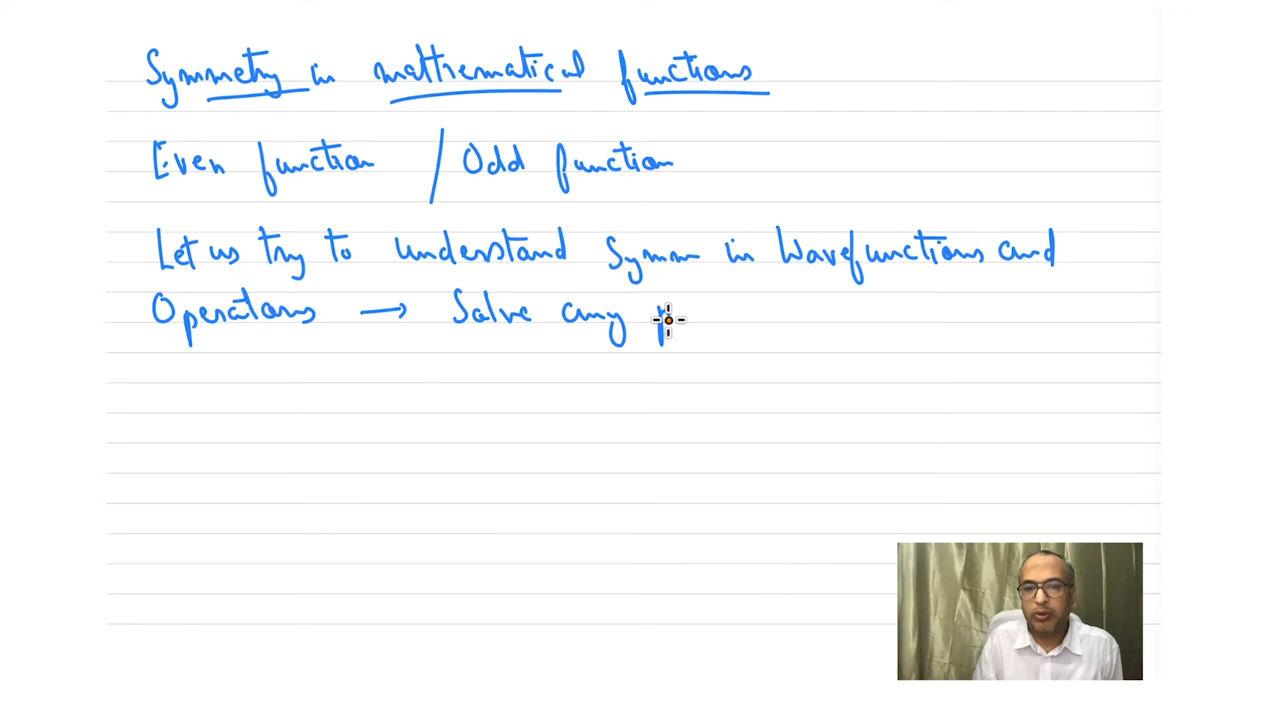 Symmetry in mathematical functions
Even function / Odd function
Let us try to understand Symm in Wavefunctions and
Operators → Solve any p